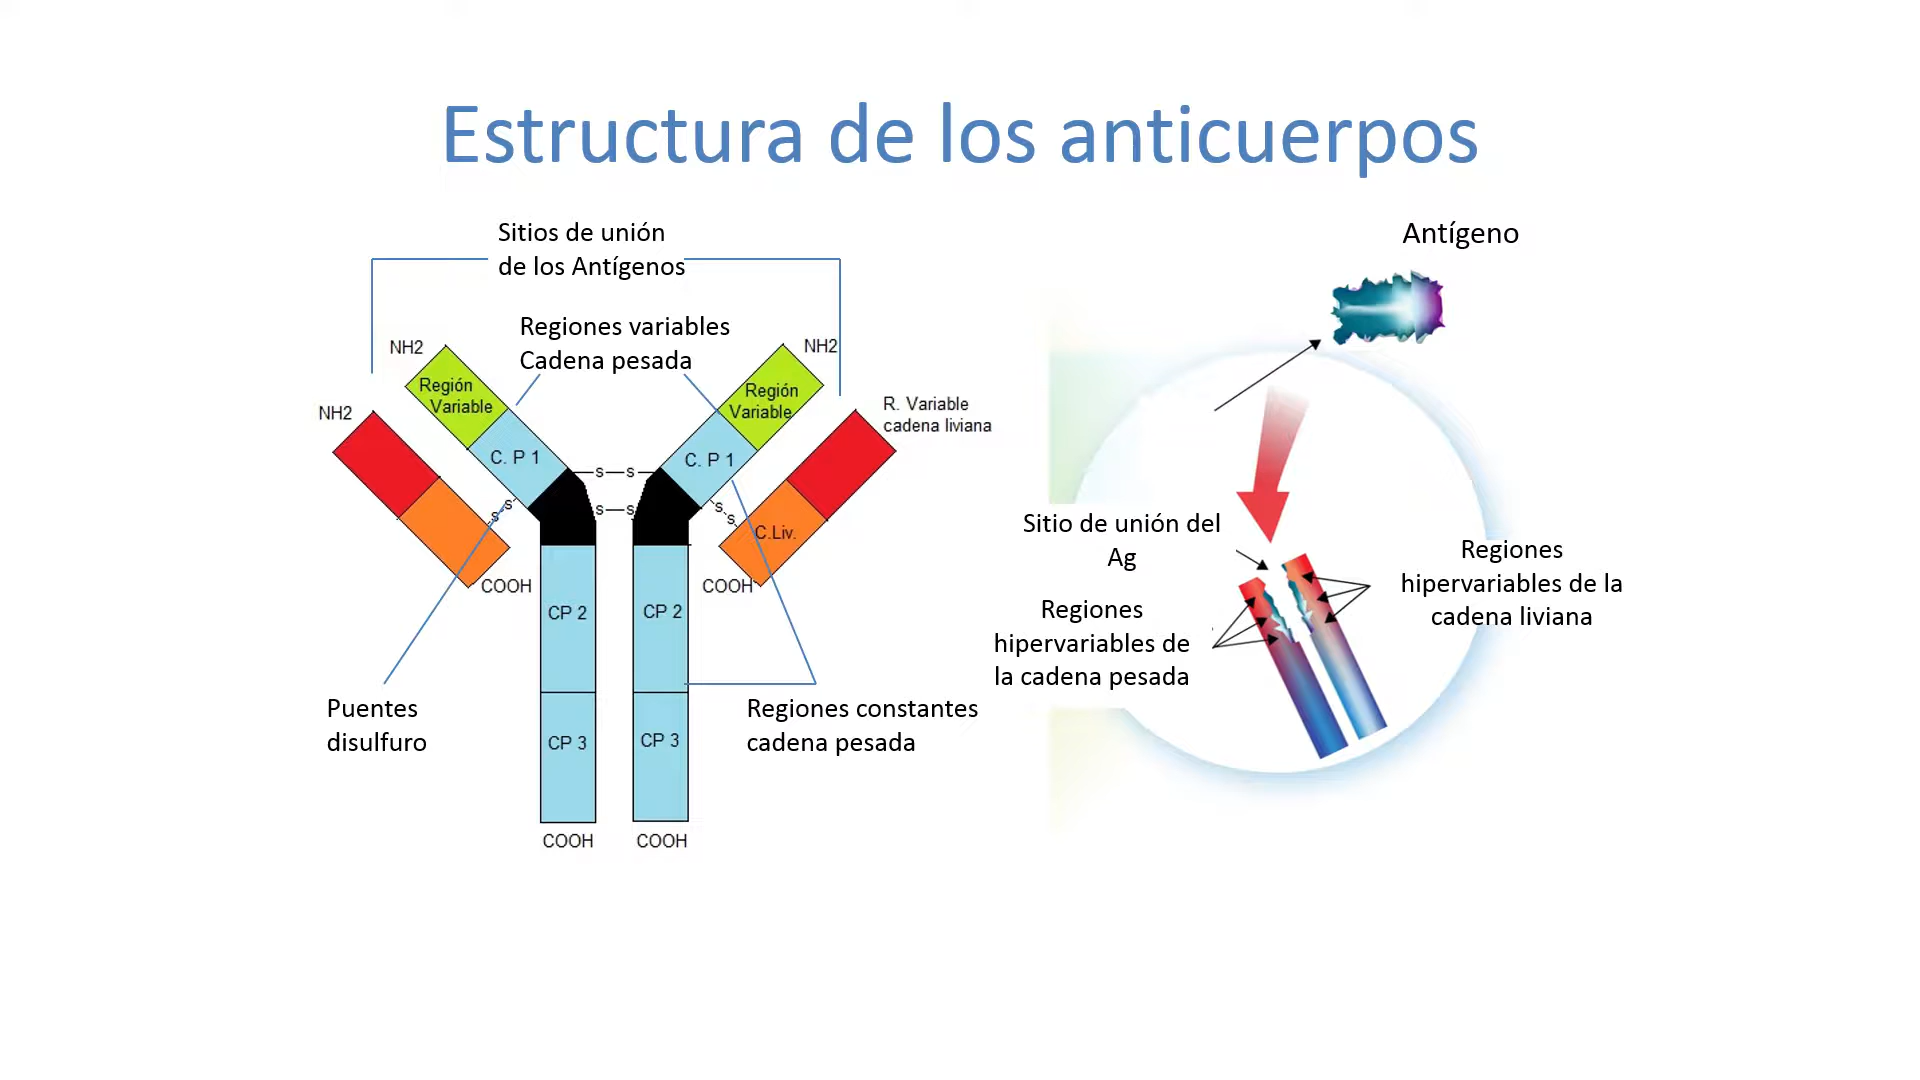 Estructura de los anticuerpos
Sitios de unión
de los Antígenos
Regiones variables
Cadena pesada
NH2
NH2
NH2
Región
Variable
Región
Variable
R. Variable
cadena liviana
C. P 1
C. P 1
S—S
S—S
S
S
S
S
C.Liv.
COOH
COOH
CP 2
CP 2
CP 3
CP 3
COOH
COOH
Puentes
disulfuro
Regiones constantes
cadena pesada
Antígeno
Sitio de unión del
Ag
Regiones
hipervariables de
la cadena pesada
Regiones
hipervariables de la
cadena liviana